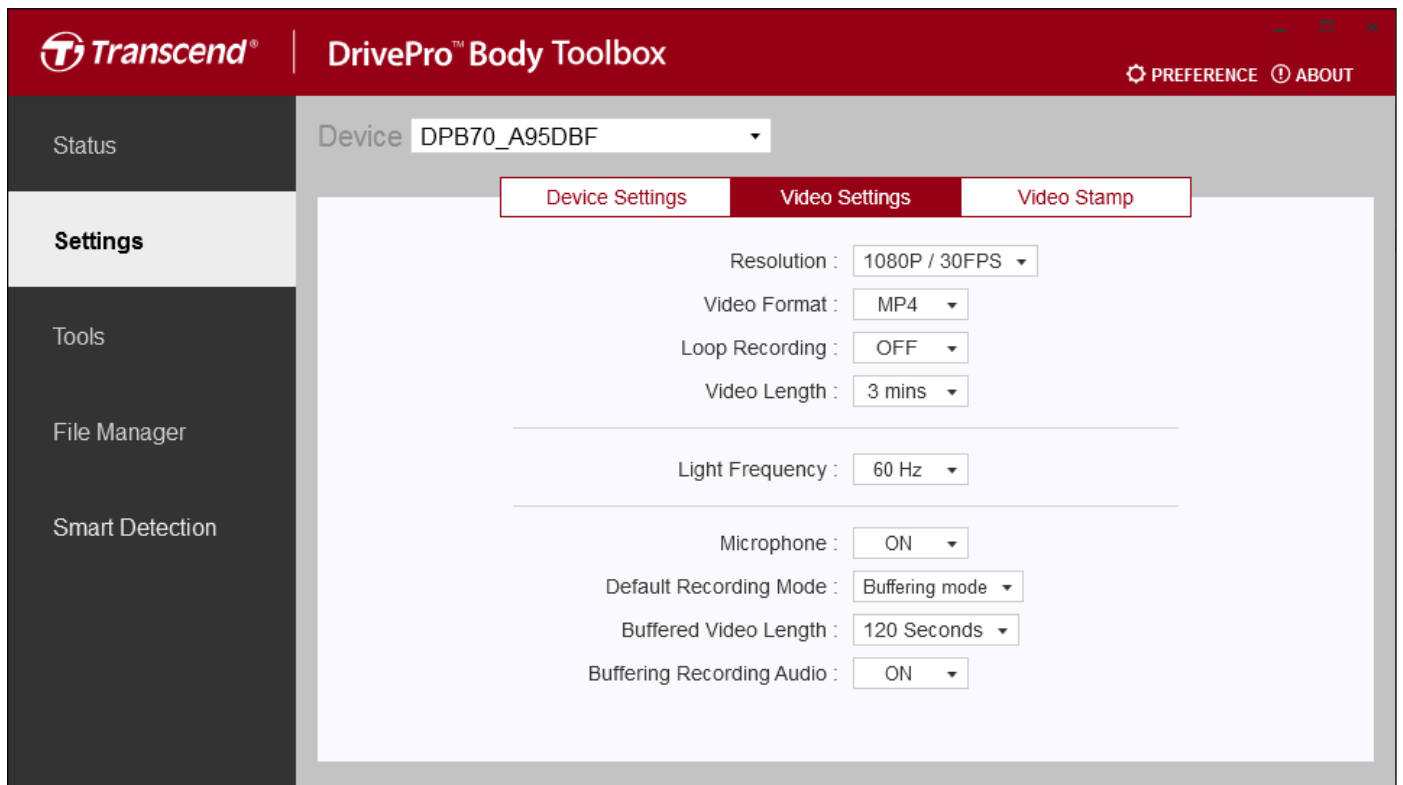 Transcend®
DrivePro™ Body Toolbox
PREFERENCE ABOUT
Status
Settings
Tools
File Manager
Smart Detection
Device DPB70_A95DBF
Device Settings Video Settings Video Stamp
Resolution : 1080P / 30FPS
Video Format : MP4
Loop Recording : OFF
Video Length : 3 mins
Light Frequency : 60 Hz
Microphone : ON
Default Recording Mode : Buffering mode
Buffered Video Length : 120 Seconds
Buffering Recording Audio : ON